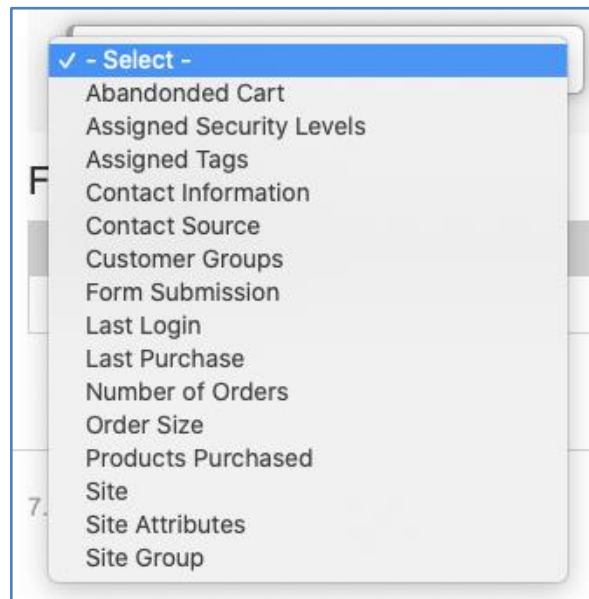 ✓ - Select -
Abandonded Cart
Assigned Security Levels
Assigned Tags
Contact Information
Contact Source
Customer Groups
Form Submission
Last Login
Last Purchase
Number of Orders
Order Size
Products Purchased
Site
Site Attributes
Site Group
F
7.